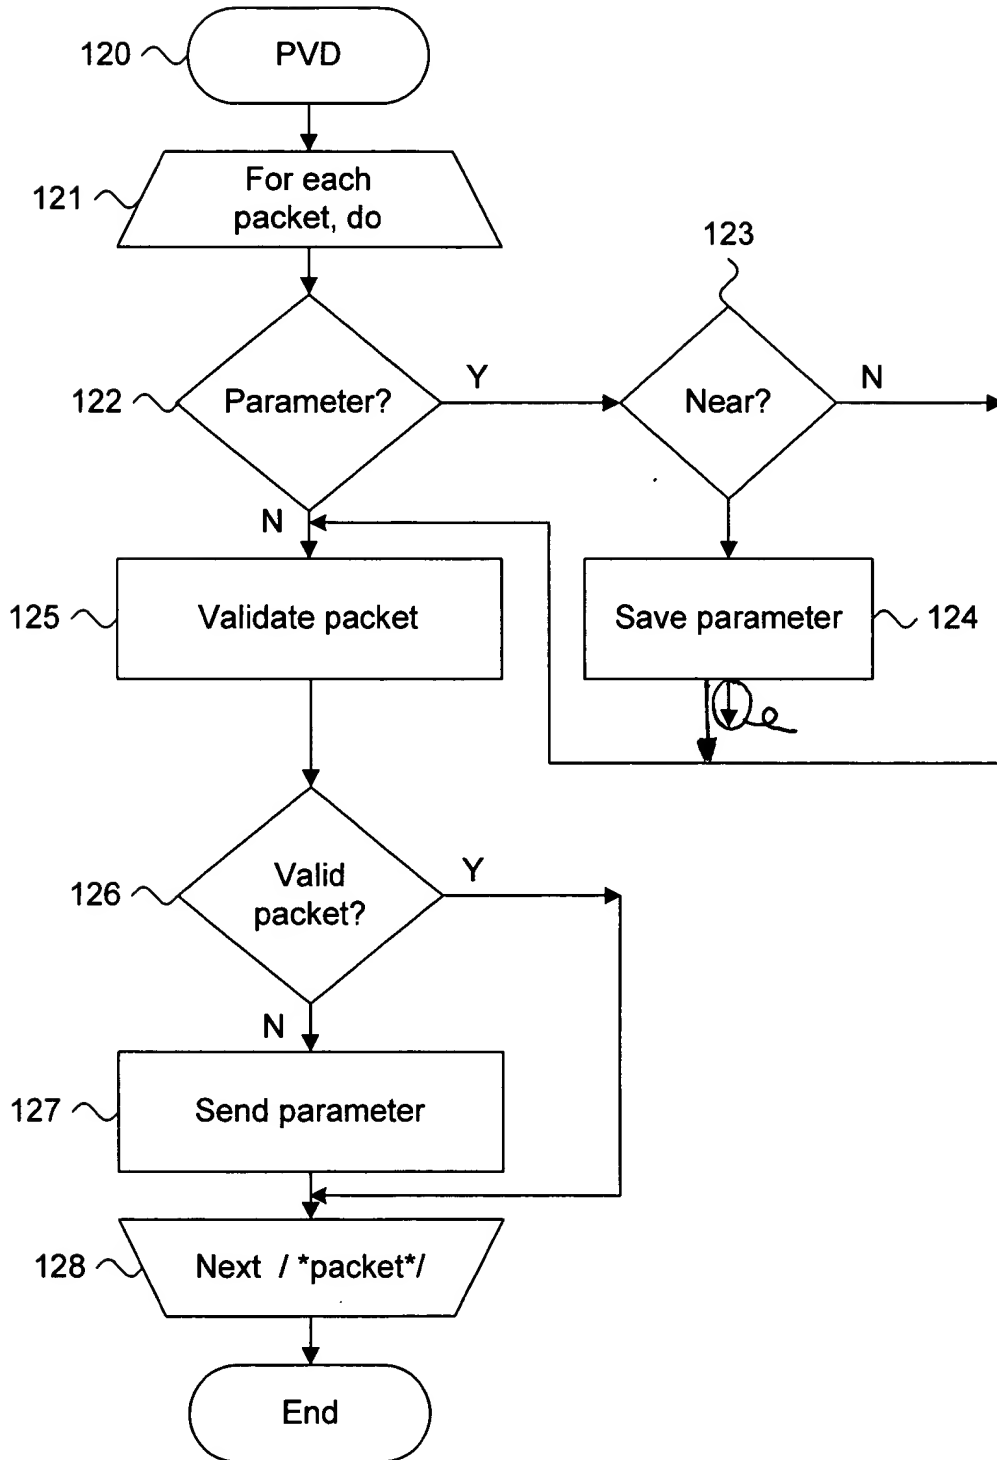 120
PVD
121
For each
packet, do
123
122
Parameter?
Y
Near?
N
N
125
Validate packet
Save parameter
124
126
Valid
packet?
Y
N
127
Send parameter
128
Next / *packet*/
End